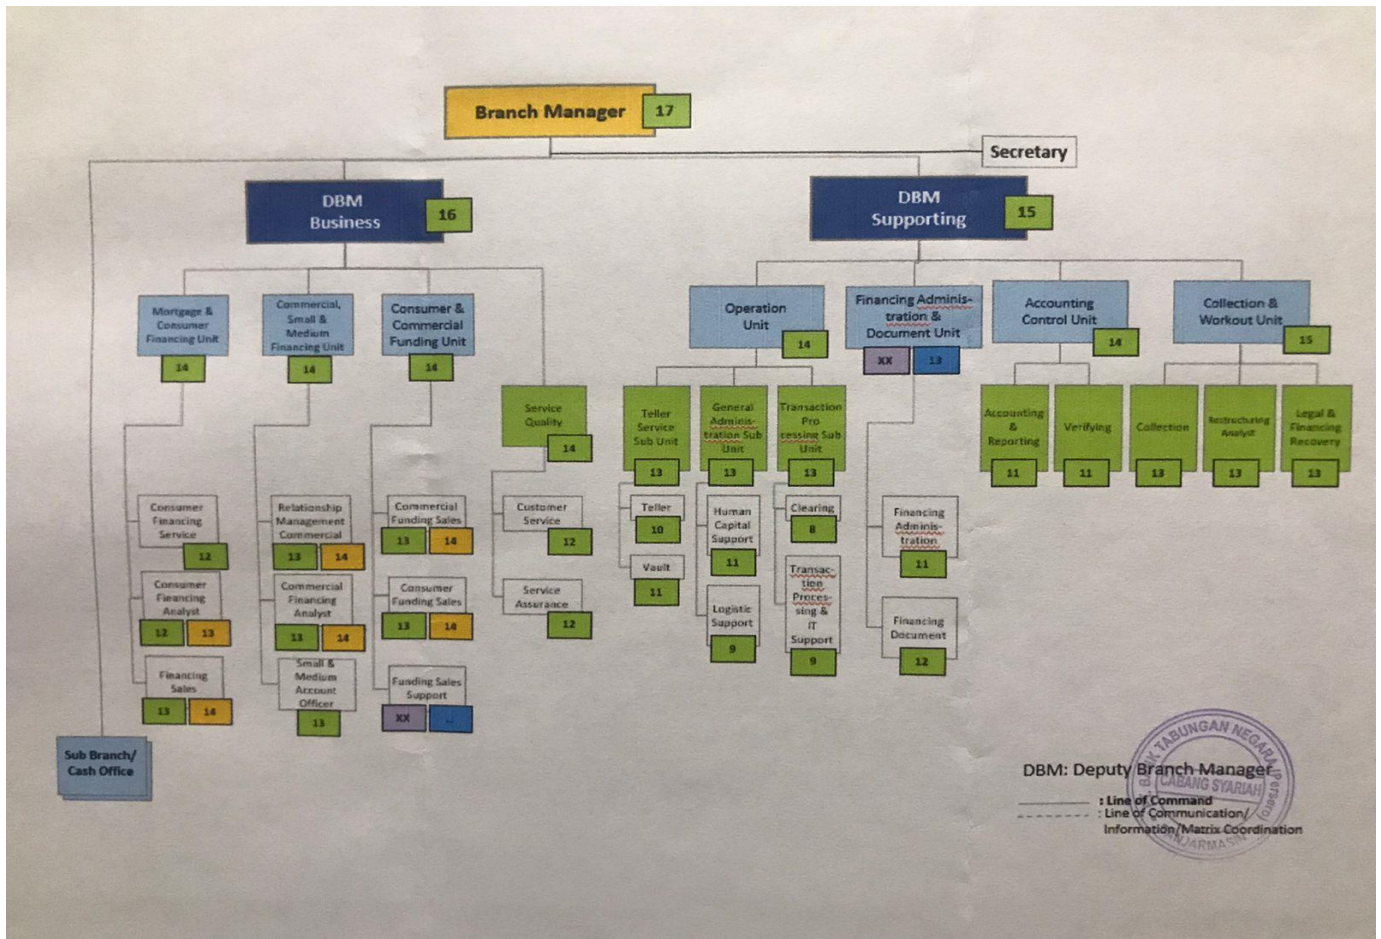 Branch Manager
17
Secretary
DBM
Business
16
DBM
Supporting
15
Mortgage &
Consumer
Financing Unit
14
Commercial,
Small &
Medium
Financing Unit
14
Consumer &
Commercial
Funding Unit
14
Service
Quality
14
Operation
Unit
14
Financing Adminis-
tration &
Document Unit
XX
13
Accounting
Control Unit
14
Collection &
Workout Unit
15
Teller
Service
Sub Unit
13
General
Adminis-
tration Sub
Unit
13
Transaction
Pro
cessing Sub
Unit
13
Accounting
&
Reporting
11
Verifying
11
Collection
13
Restructuring
Analyst
13
Legal &
Financing
Recovery
13
Consumer
Financing
Service
12
Consumer
Financing
Analyst
12
13
Financing
Sales
13
14
Relationship
Management
Commercial
13
14
Commercial
Financing
Analyst
13
14
Small &
Medium
Account
Officer
13
Commercial
Funding Sales
13
14
Consumer
Funding Sales
13
14
Funding Sales
Support
XX
Customer
Service
12
Service
Assurance
12
Teller
10
Vault
11
Human
Capital
Support
11
Logistic
Support
9
Clearing
8
Transac-
tion
Proces-
sing &
IT
Support
9
Financing
Adminis-
tration
11
Financing
Document
12
Sub Branch/
Cash Office
DBM: Deputy Branch Manager
: Line of Command
: Line of Communication/
Information/Matrix Coordination
BANK TABUNGAN NEGARA (Persero)
CABANG SYARIAH
BANJARMASIN